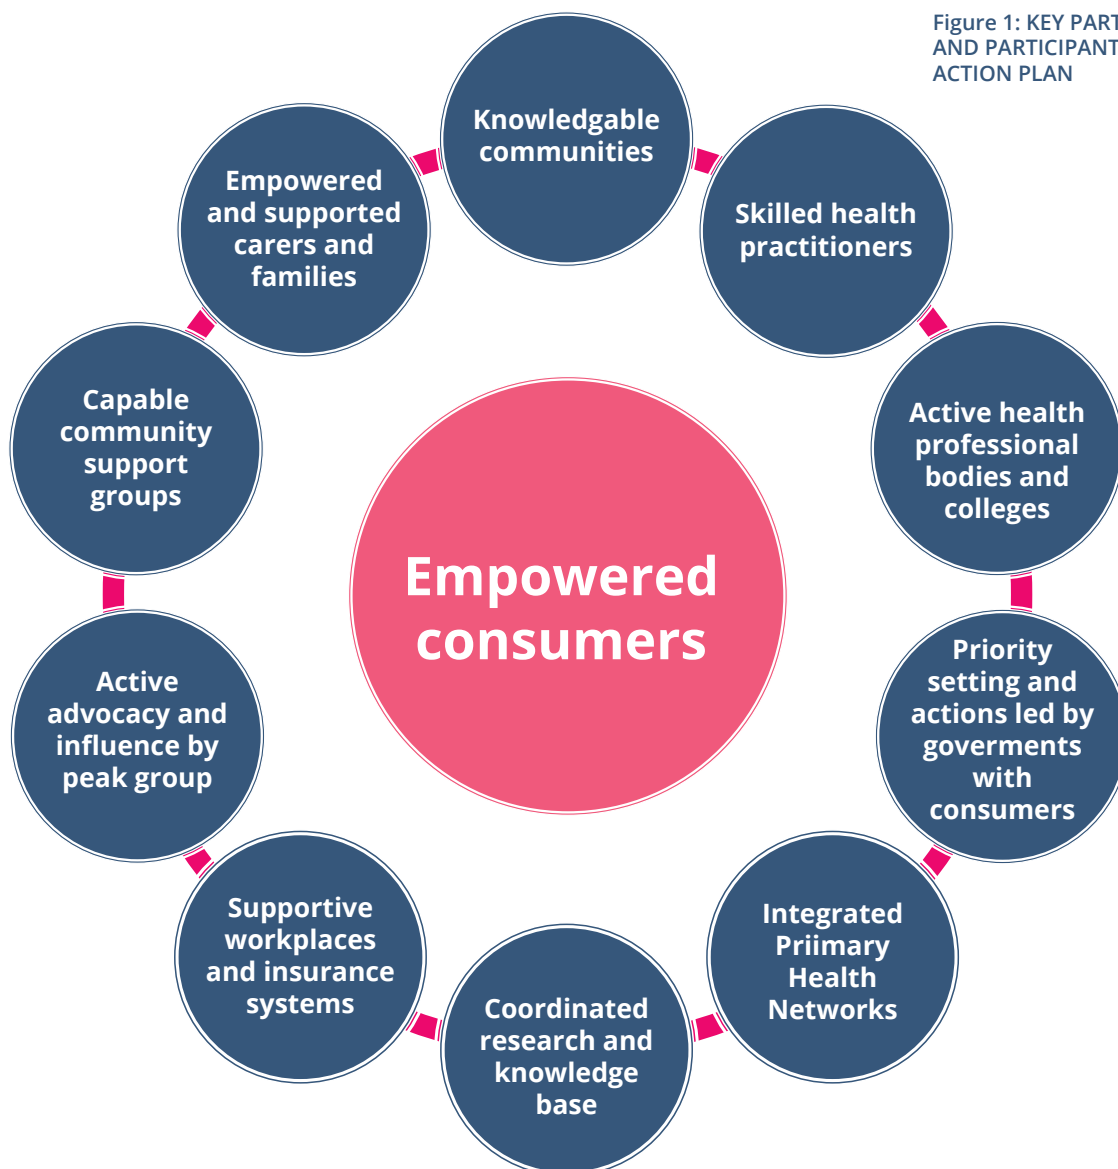 Figure 1: KEY PART
AND PARTICIPANT
ACTION PLAN
Knowledgable
communities
Skilled health
practitioners
Active health
professional
bodies and
colleges
Priority
setting and
actions led by
goverments
with
consumers
Integrated
Priimary
Health
Networks
Coordinated
research and
knowledge
base
Supportive
workplaces
and insurance
systems
Active
advocacy and
influence by
peak group
Capable
community
support
groups
Empowered
and supported
carers and
families
Empowered
consumers